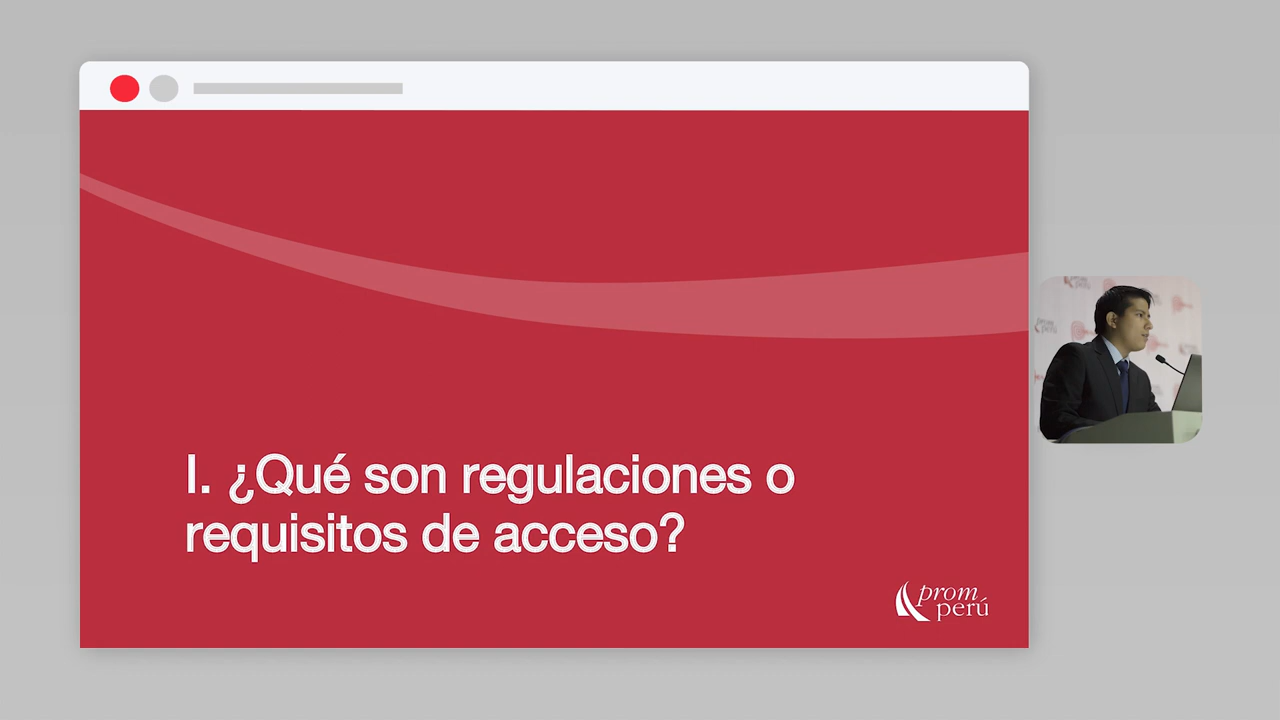 I. ¿Qué son regulaciones o
requisitos de acceso?
prom
perú